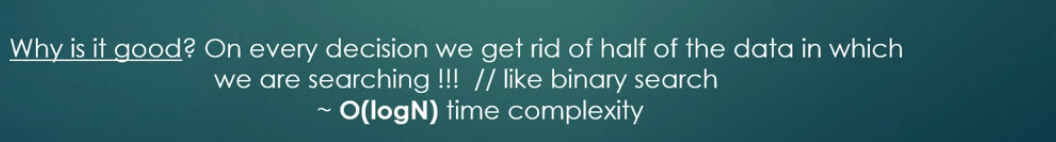 Why is it good? On every decision we get rid of half of the data in which
we are searching !!! // like binary search
~ O(logN) time complexity